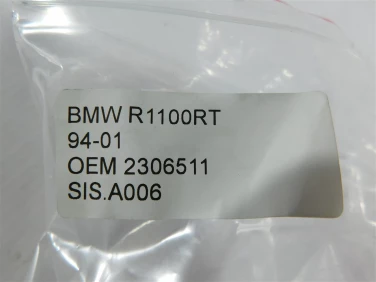 BMW R1100RT
94-01
OEM 2306511
SIS.A006